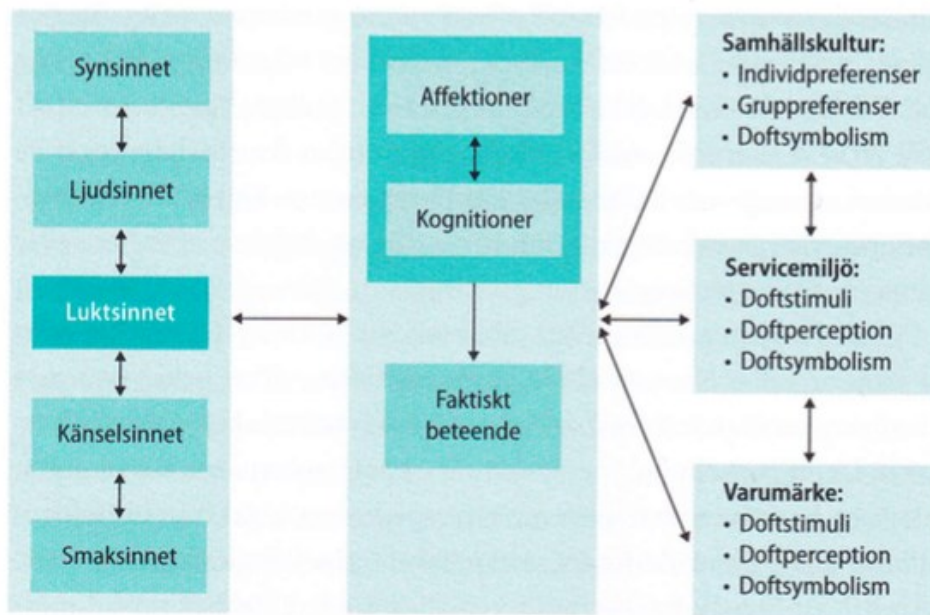 Synsinnet
Ljudsinnet
Luktsinnet
Känselsinnet
Smaksinnet
Affektioner
Kognitioner
Faktiskt
beteende
Samhällskultur:
• Individpreferenser
• Gruppreferenser
• Doftsymbolism
Servicemiljö:
• Doftstimuli
• Doftperception
• Doftsymbolism
Varumärke:
• Doftstimuli
• Doftperception
• Doftsymbolism